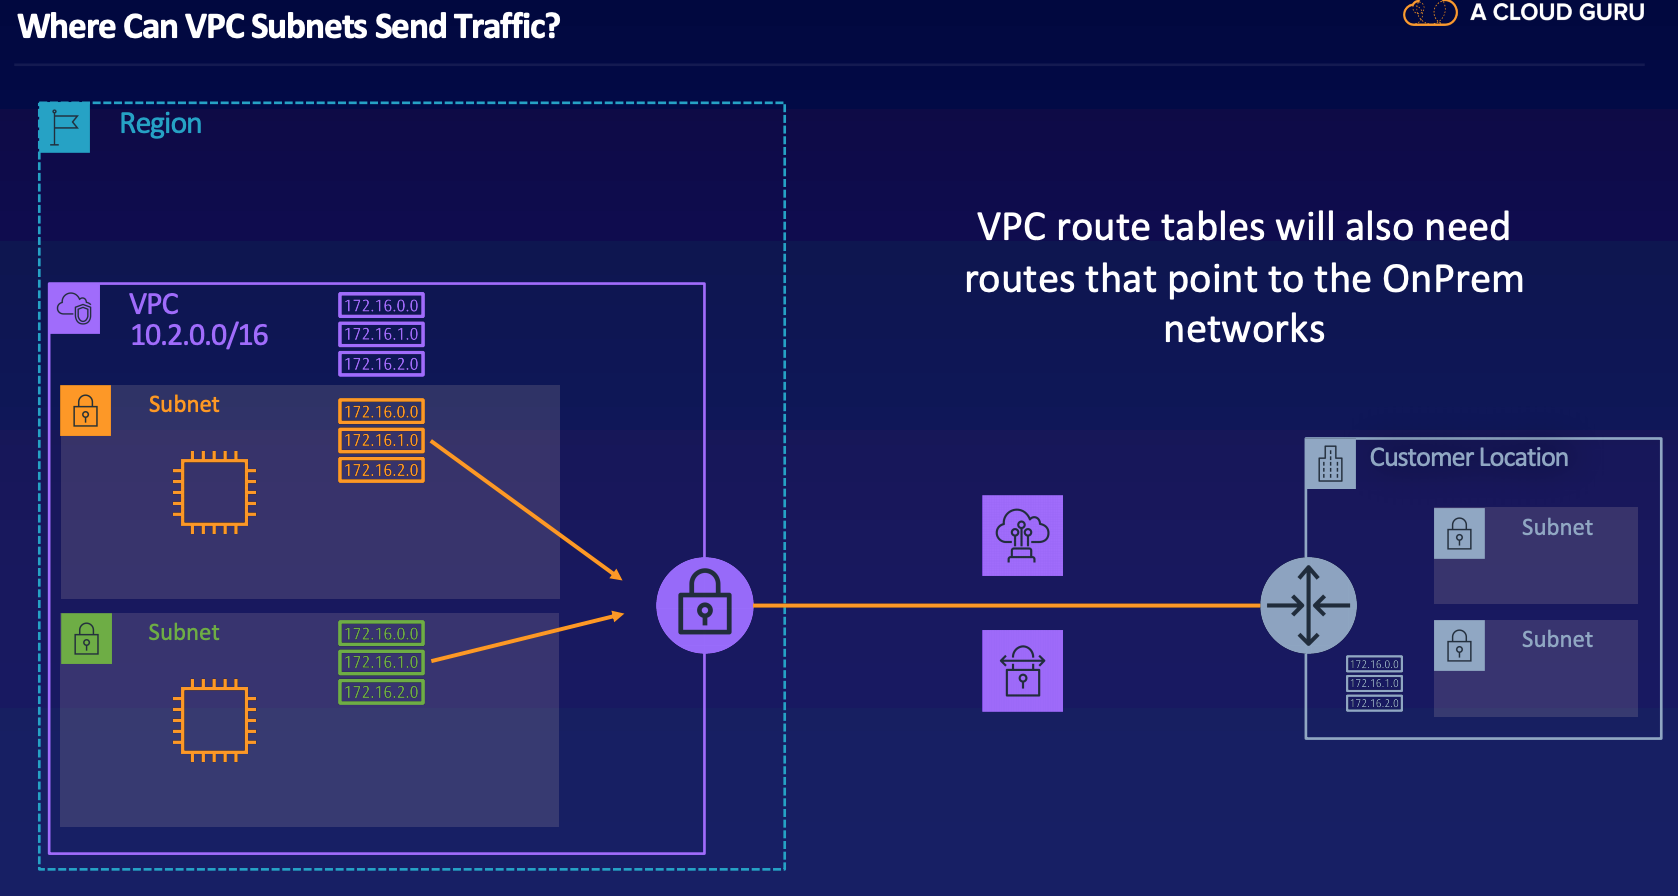 Where Can VPC Subnets Send Traffic?
A CLOUD GURU
Region
VPC route tables will also need
routes that point to the OnPrem
networks
VPC
10.2.0.0/16
172.16.0.0
172.16.1.0
172.16.2.0
Subnet
172.16.0.0
172.16.1.0
172.16.2.0
Subnet
172.16.0.0
172.16.1.0
172.16.2.0
Customer Location
Subnet
Subnet
172.16.0.0
172.16.1.0
172.16.2.0